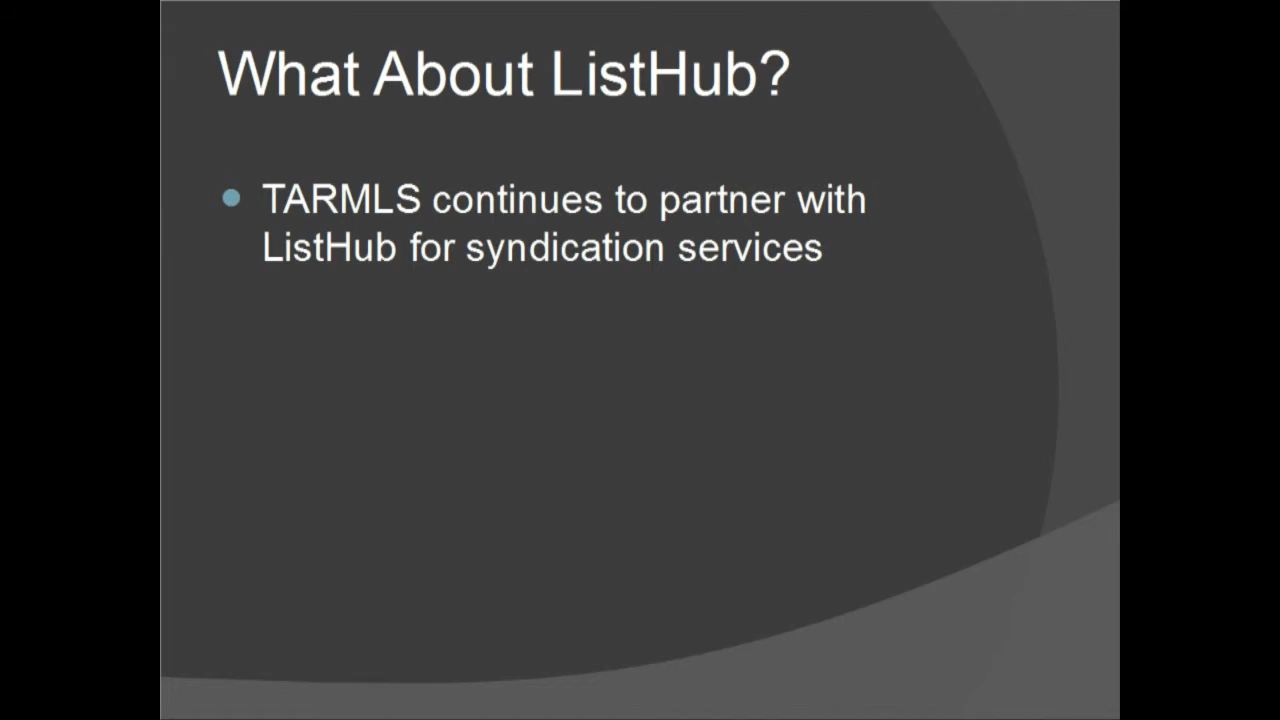 What About ListHub?
TARMLS continues to partner with
ListHub for syndication services